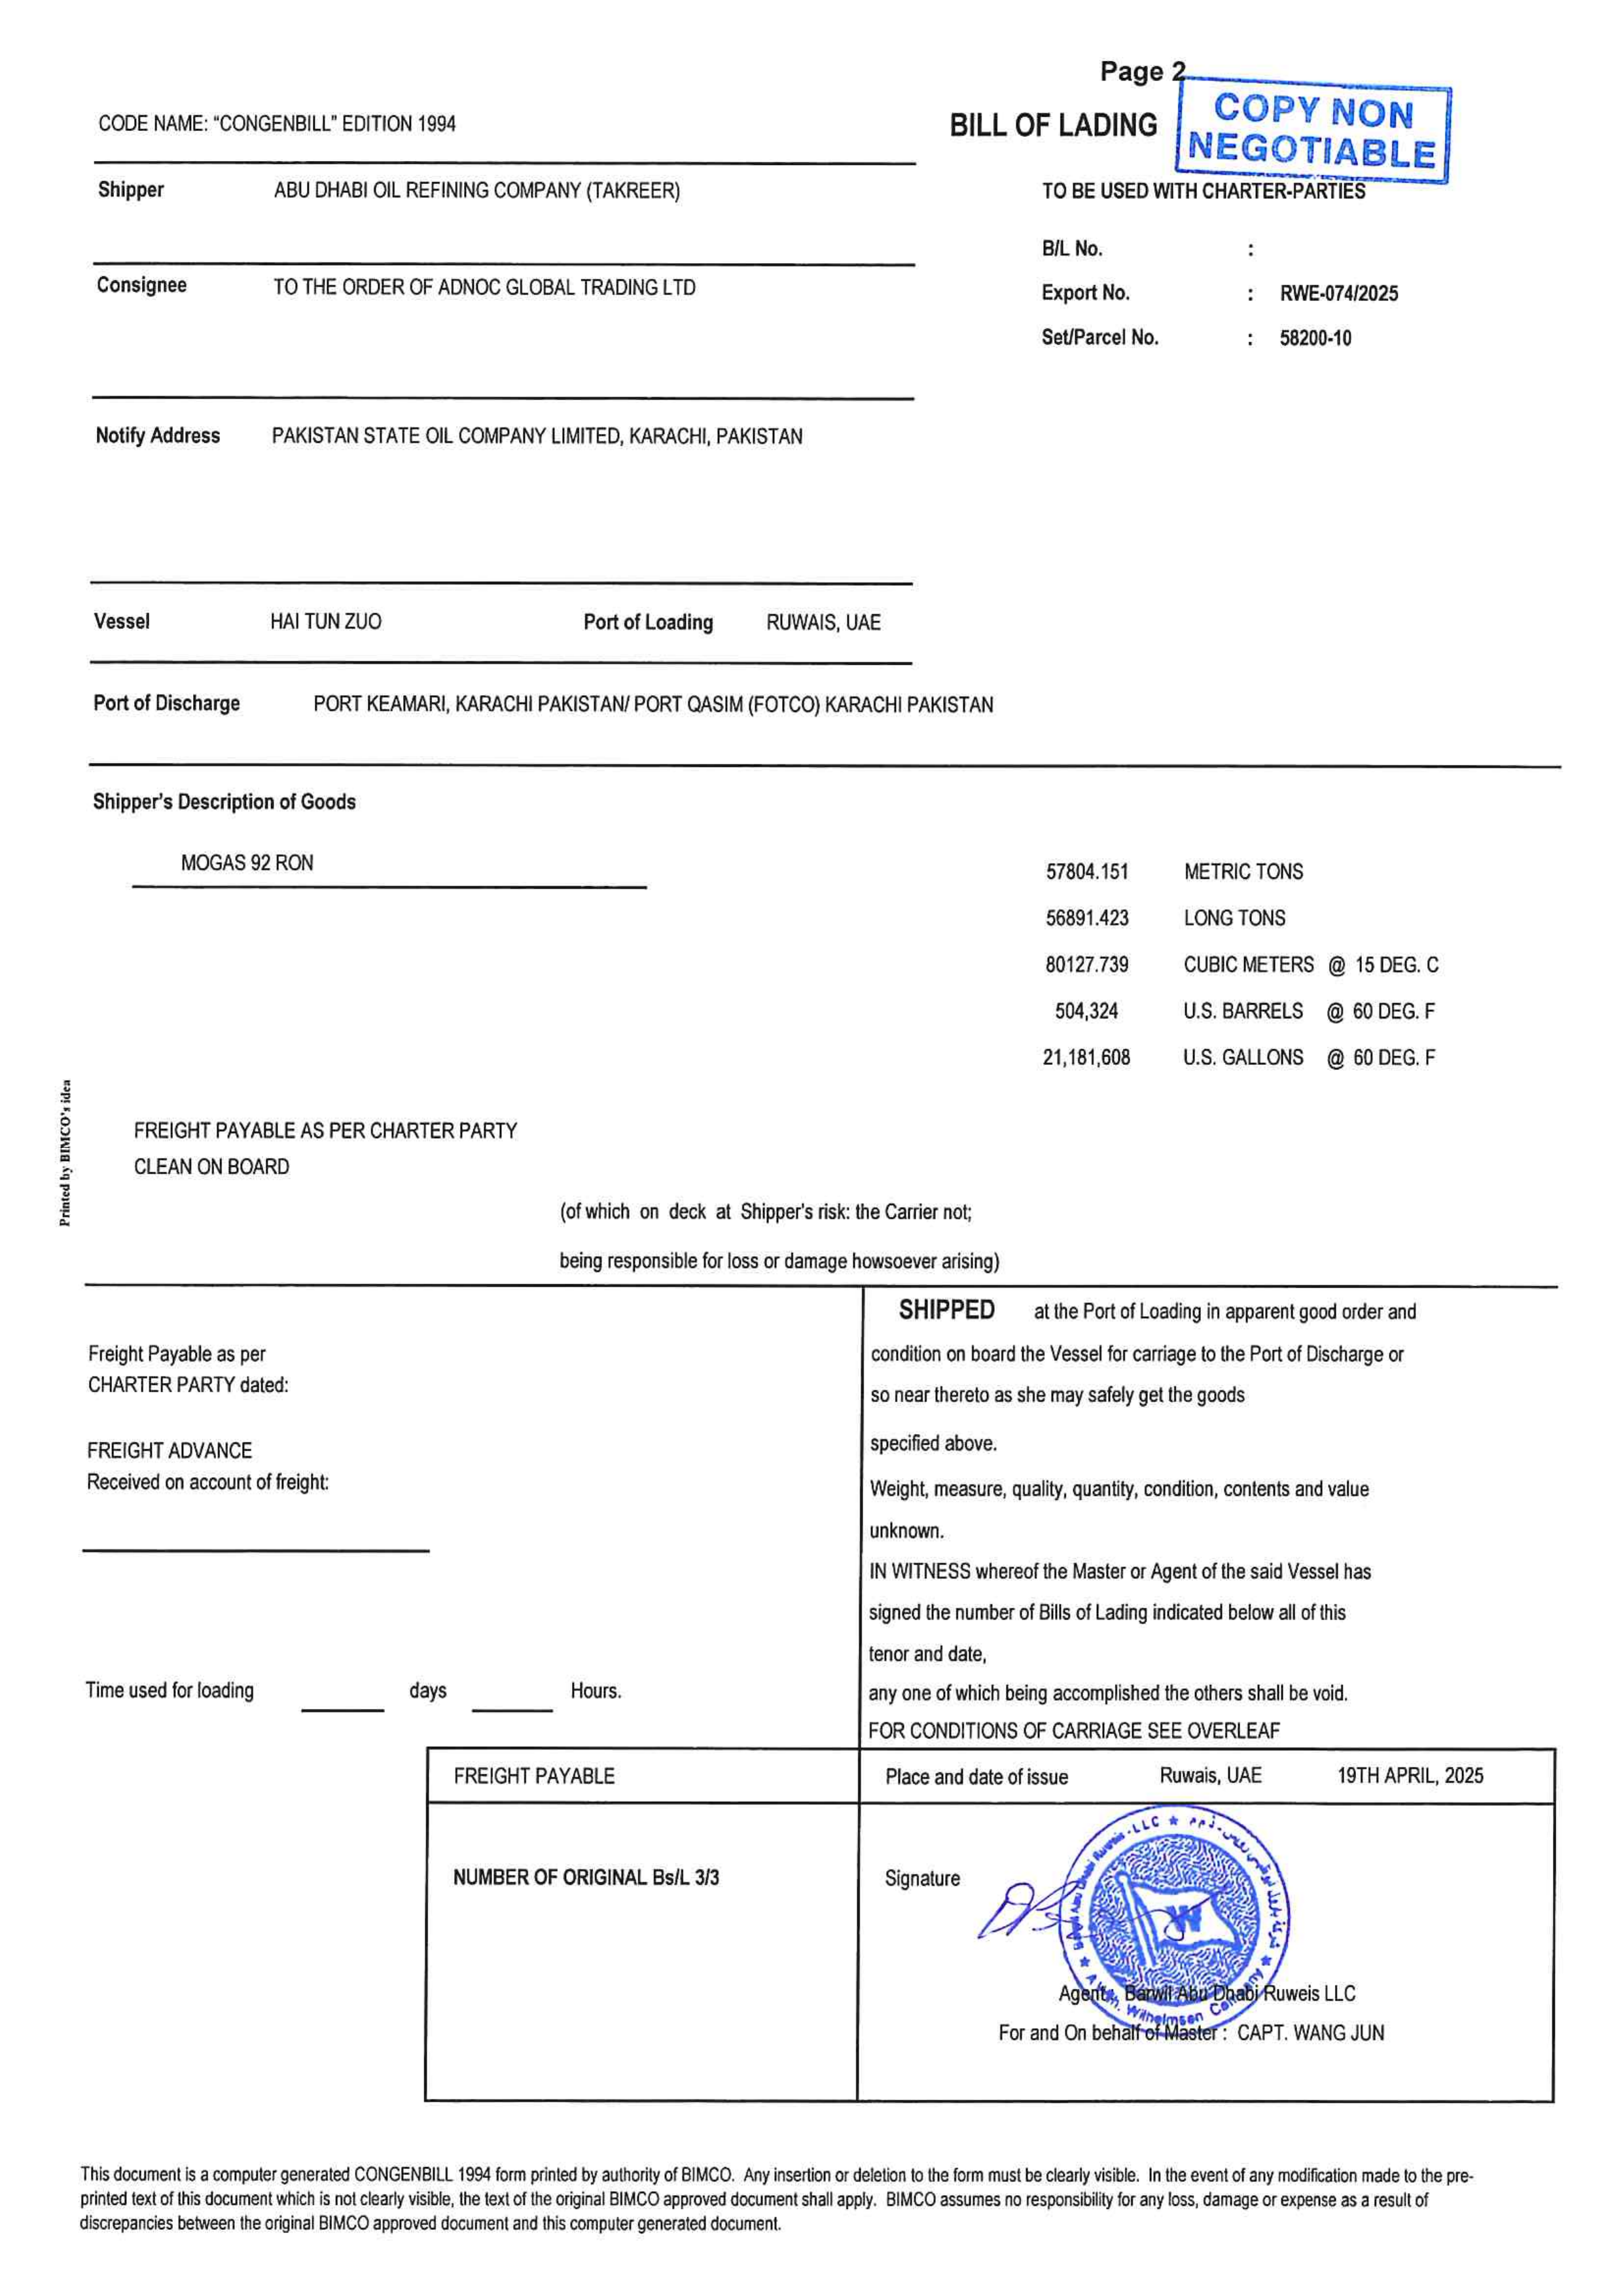 Page 2
CODE NAME: “CONGENBILL” EDITION 1994
BILL OF LADING
COPY NON
NEGOTIABLE
Shipper ABU DHABI OIL REFINING COMPANY (TAKREER)
TO BE USED WITH CHARTER-PARTIES
B/L No. :
Consignee TO THE ORDER OF ADNOC GLOBAL TRADING LTD
Export No. : RWE-074/2025
Set/Parcel No. : 58200-10
Notify Address PAKISTAN STATE OIL COMPANY LIMITED, KARACHI, PAKISTAN
Vessel HAI TUN ZUO Port of Loading RUWAIS, UAE
Port of Discharge PORT KEAMARI, KARACHI PAKISTAN/ PORT QASIM (FOTCO) KARACHI PAKISTAN
Shipper's Description of Goods
MOGAS 92 RON
57804.151 METRIC TONS
56891.423 LONG TONS
80127.739 CUBIC METERS @ 15 DEG. C
504,324 U.S. BARRELS @ 60 DEG. F
21,181,608 U.S. GALLONS @ 60 DEG. F
Printed by BIMCO's idea
FREIGHT PAYABLE AS PER CHARTER PARTY
CLEAN ON BOARD
(of which on deck at Shipper's risk: the Carrier not;
being responsible for loss or damage howsoever arising)
Freight Payable as per
CHARTER PARTY dated:
FREIGHT ADVANCE
Received on account of freight:
Time used for loading days Hours.
SHIPPED at the Port of Loading in apparent good order and
condition on board the Vessel for carriage to the Port of Discharge or
so near thereto as she may safely get the goods
specified above.
Weight, measure, quality, quantity, condition, contents and value
unknown.
IN WITNESS whereof the Master or Agent of the said Vessel has
signed the number of Bills of Lading indicated below all of this
tenor and date,
any one of which being accomplished the others shall be void.
FOR CONDITIONS OF CARRIAGE SEE OVERLEAF
FREIGHT PAYABLE
Place and date of issue Ruwais, UAE 19TH APRIL, 2025
NUMBER OF ORIGINAL Bs/L 3/3
Signature
Barwil Abu Dhabi Ruweis - LLC
W
A Wilh. Wilhelmsen Company
Agent: Barwil Abu Dhabi Ruweis LLC
For and On behalf of Master : CAPT. WANG JUN
This document is a computer generated CONGENBILL 1994 form printed by authority of BIMCO. Any insertion or deletion to the form must be clearly visible. In the event of any modification made to the pre-
printed text of this document which is not clearly visible, the text of the original BIMCO approved document shall apply. BIMCO assumes no responsibility for any loss, damage or expense as a result of
discrepancies between the original BIMCO approved document and this computer generated document.